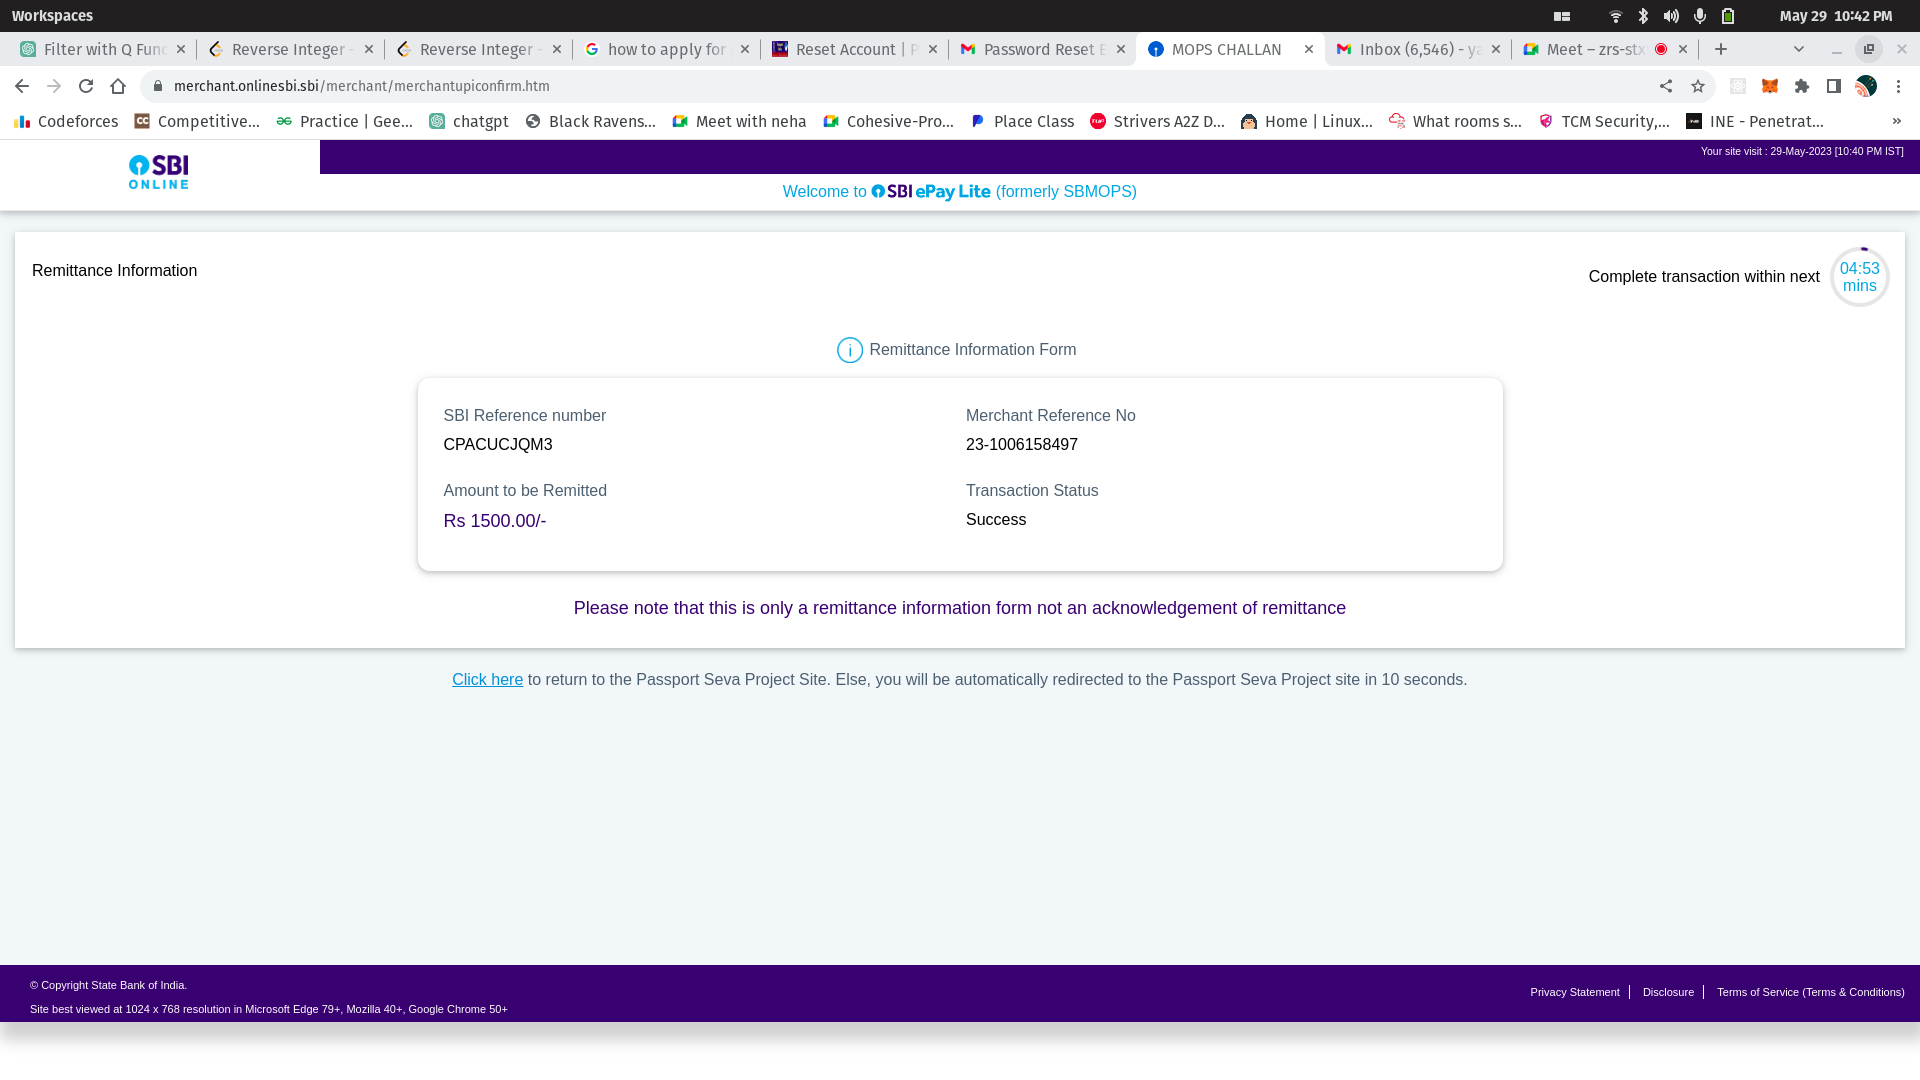 Workspaces
May 29 10:42 PM
Filter with Q Func
Reverse Integer -
Reverse Integer -
how to apply for
Reset Account | P
Password Reset E
MOPS CHALLAN
Inbox (6,546) - ya
Meet – zrs-stx
merchant.onlinesbi.sbi/merchant/merchantupiconfirm.htm
Codeforces
Competitive...
Practice | Gee...
chatgpt
Black Ravens...
Meet with neha
Cohesive-Pro...
Place Class
Strivers A2Z D...
Home | Linux...
What rooms s...
TCM Security,...
INE - Penetrat...
»
SBI
ONLINE
Your site visit : 29-May-2023 [10:40 PM IST]
Welcome to SBI ePay Lite (formerly SBMOPS)
Remittance Information
Complete transaction within next
04:53
mins
Remittance Information Form
SBI Reference number
CPACUCJQM3
Merchant Reference No
23-1006158497
Amount to be Remitted
Rs 1500.00/-
Transaction Status
Success
Please note that this is only a remittance information form not an acknowledgement of remittance
Click here to return to the Passport Seva Project Site. Else, you will be automatically redirected to the Passport Seva Project site in 10 seconds.
© Copyright State Bank of India.
Site best viewed at 1024 x 768 resolution in Microsoft Edge 79+, Mozilla 40+, Google Chrome 50+
Privacy Statement
Disclosure
Terms of Service (Terms & Conditions)